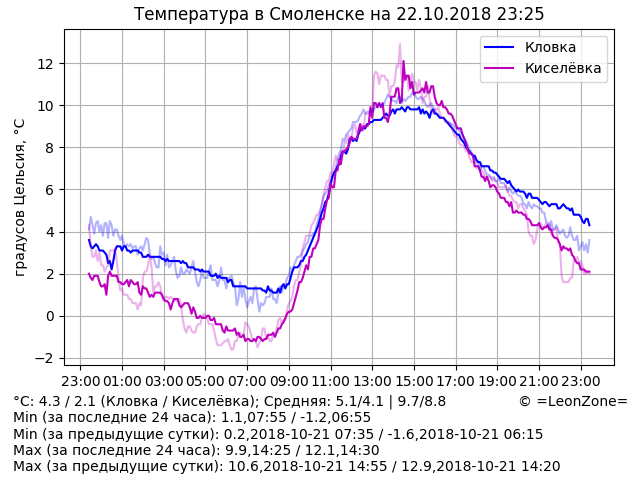 Температура в Смоленске на 22.10.2018 23:25
Кловка
Киселёвка
градусов Цельсия, °C
12
10
8
6
4
2
0
−2
23:00 01:00 03:00 05:00 07:00 09:00 11:00 13:00 15:00 17:00 19:00 21:00 23:00
°C: 4.3 / 2.1 (Кловка / Киселёвка); Средняя: 5.1/4.1 | 9.7/8.8 © =LeonZone=
Min (за последние 24 часа): 1.1,07:55 / -1.2,06:55
Min (за предыдущие сутки): 0.2,2018-10-21 07:35 / -1.6,2018-10-21 06:15
Max (за последние 24 часа): 9.9,14:25 / 12.1,14:30
Max (за предыдущие сутки): 10.6,2018-10-21 14:55 / 12.9,2018-10-21 14:20